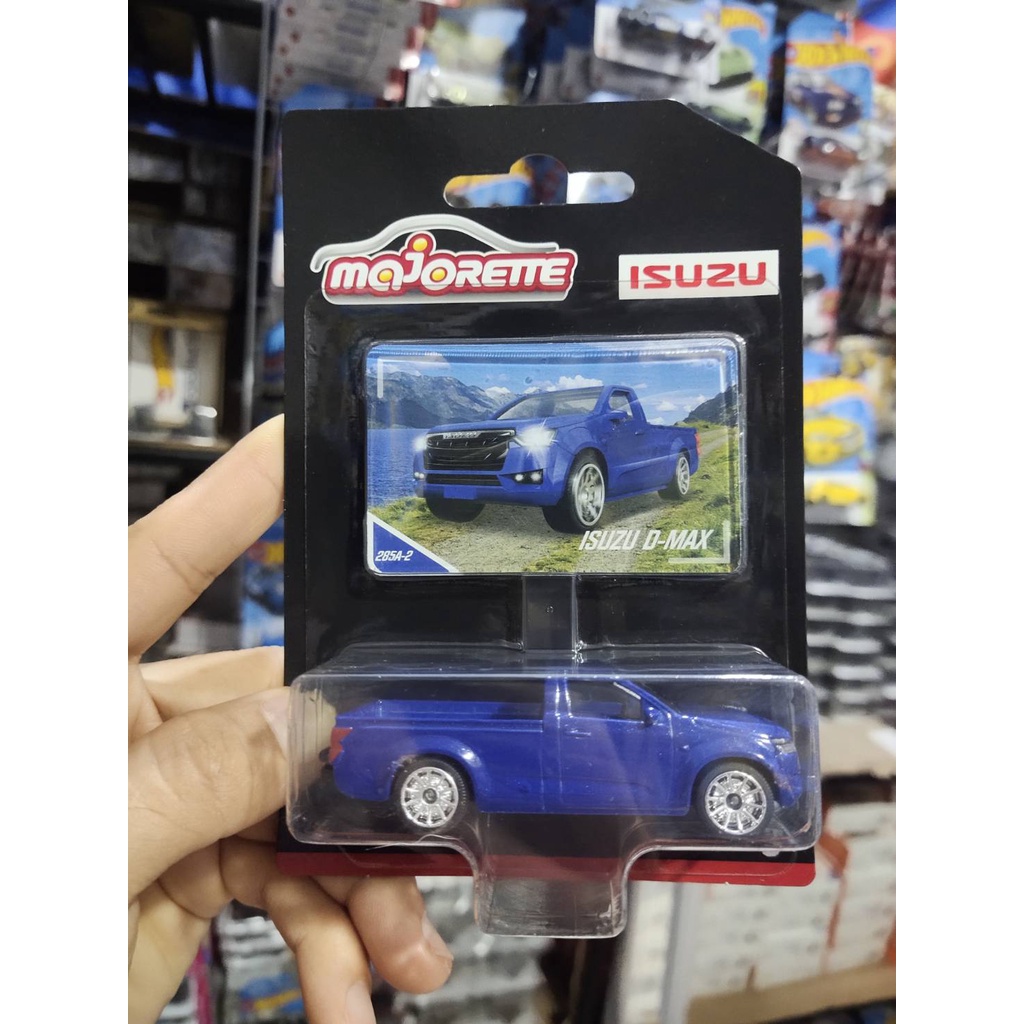 majorette
ISUZU
285A-2
ISUZU D-MAX